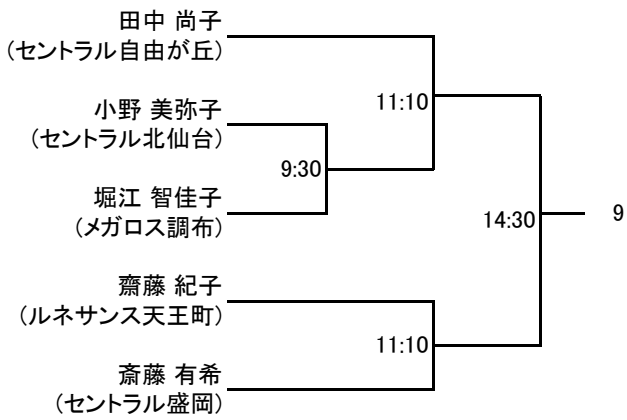 田中 尚子
(セントラル自由が丘)
11:10
小野 美弥子
(セントラル北仙台)
9:30
堀江 智佳子
(メガロス調布)
14:30
9
齋藤 紀子
(ルネサンス天王町)
11:10
斎藤 有希
(セントラル盛岡)